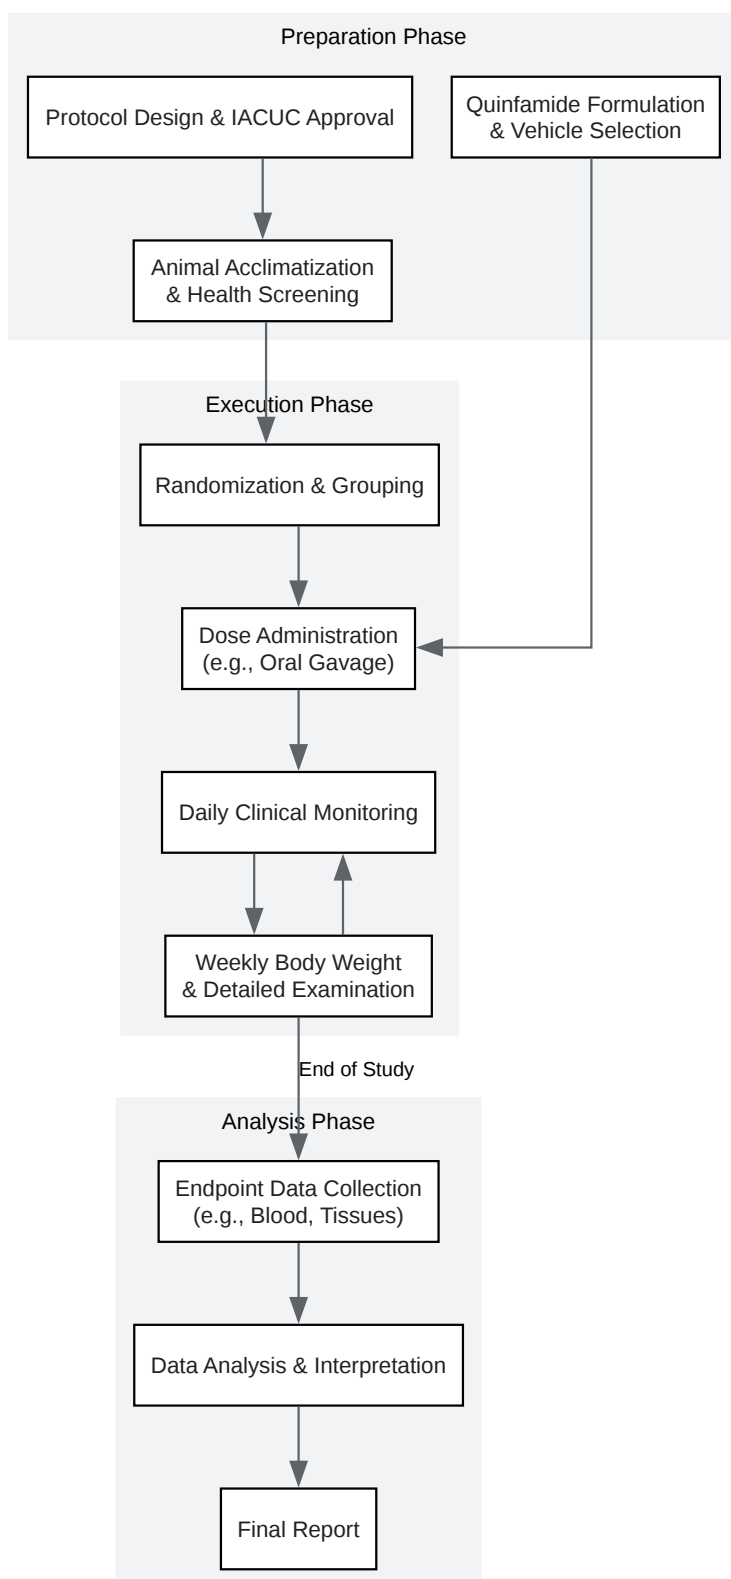 Preparation Phase
Protocol Design & IACUC Approval
Quinfamide Formulation
& Vehicle Selection
Animal Acclimatization
& Health Screening
Execution Phase
Randomization & Grouping
Dose Administration
(e.g., Oral Gavage)
Daily Clinical Monitoring
Weekly Body Weight
& Detailed Examination
End of Study
Analysis Phase
Endpoint Data Collection
(e.g., Blood, Tissues)
Data Analysis & Interpretation
Final Report